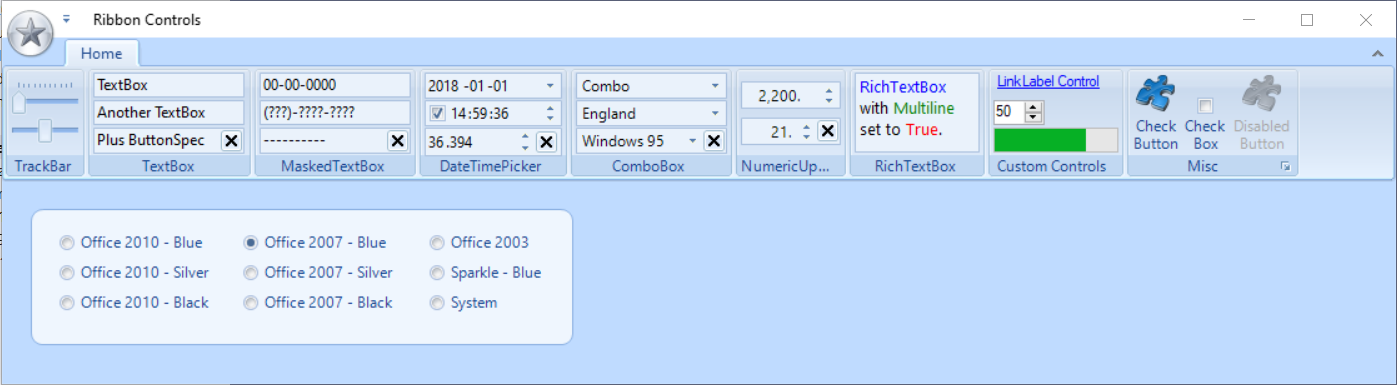 Ribbon Controls
Home
TextBox
Another TextBox
Plus ButtonSpec
00-00-0000
(???)-????-????
----------
2018 -01 -01
14:59:36
36.394
Combo
England
Windows 95
2,200.
21.
RichTextBox
with Multiline
set to True.
LinkLabel Control
50
Check
Button
Check
Box
Disabled
Button
TrackBar
TextBox
MaskedTextBox
DateTimePicker
ComboBox
NumericUp...
RichTextBox
Custom Controls
Misc
Office 2010 - Blue
Office 2007 - Blue
Office 2003
Office 2010 - Silver
Office 2007 - Silver
Sparkle - Blue
Office 2010 - Black
Office 2007 - Black
System